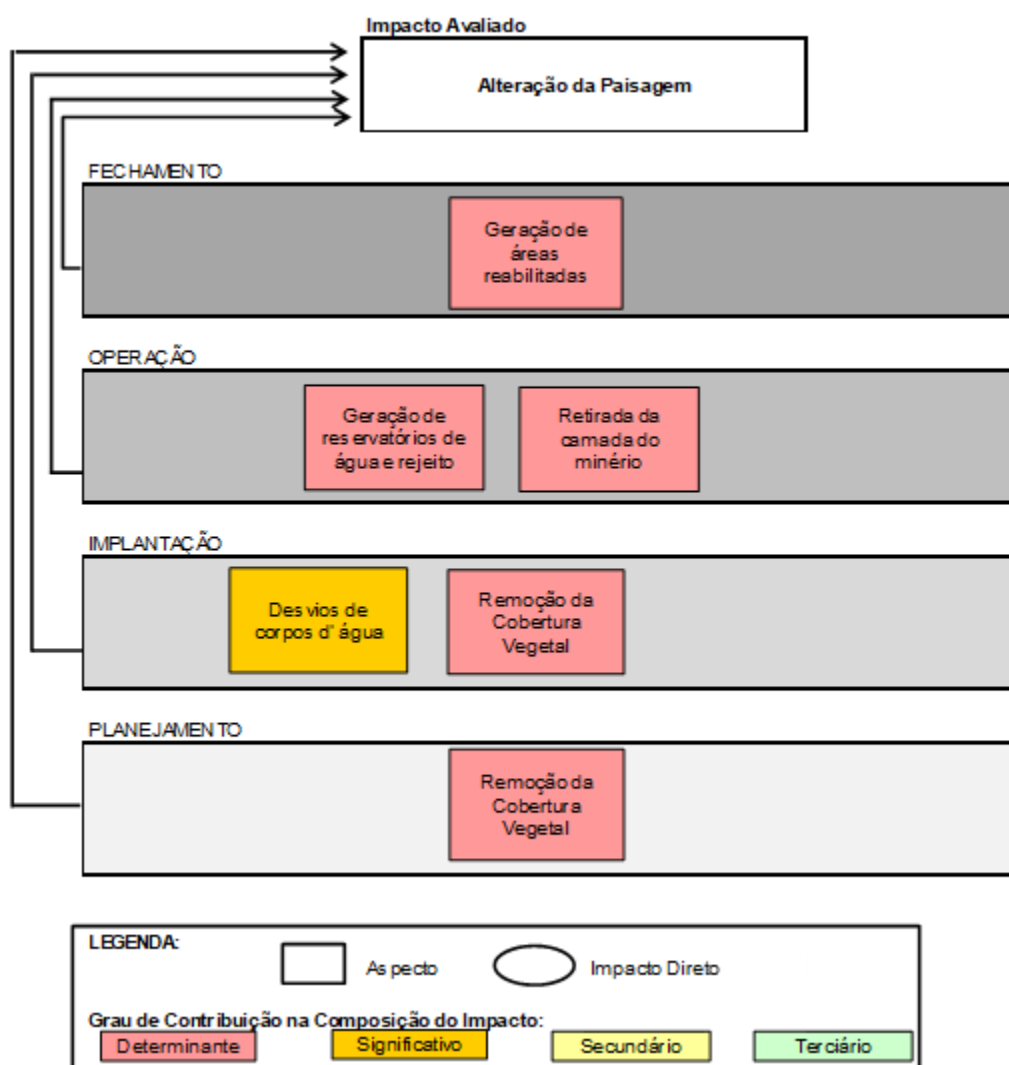 Impacto Avaliado
Alteração da Paisagem
FECHAMENTO
Geração de
áreas
reabilitadas
OPERAÇÃO
Geração de
reservatórios de
água e rejeito
Retirada da
camada do
minério
IMPLANTAÇÃO
Desvios de
corpos d' água
Remoção da
Cobertura
Vegetal
PLANEJAMENTO
Remoção da
Cobertura
Vegetal
LEGENDA:
Aspecto
Impacto Direto
Grau de Contribuição na Composição do Impacto:
Determinante
Significativo
Secundário
Terciário